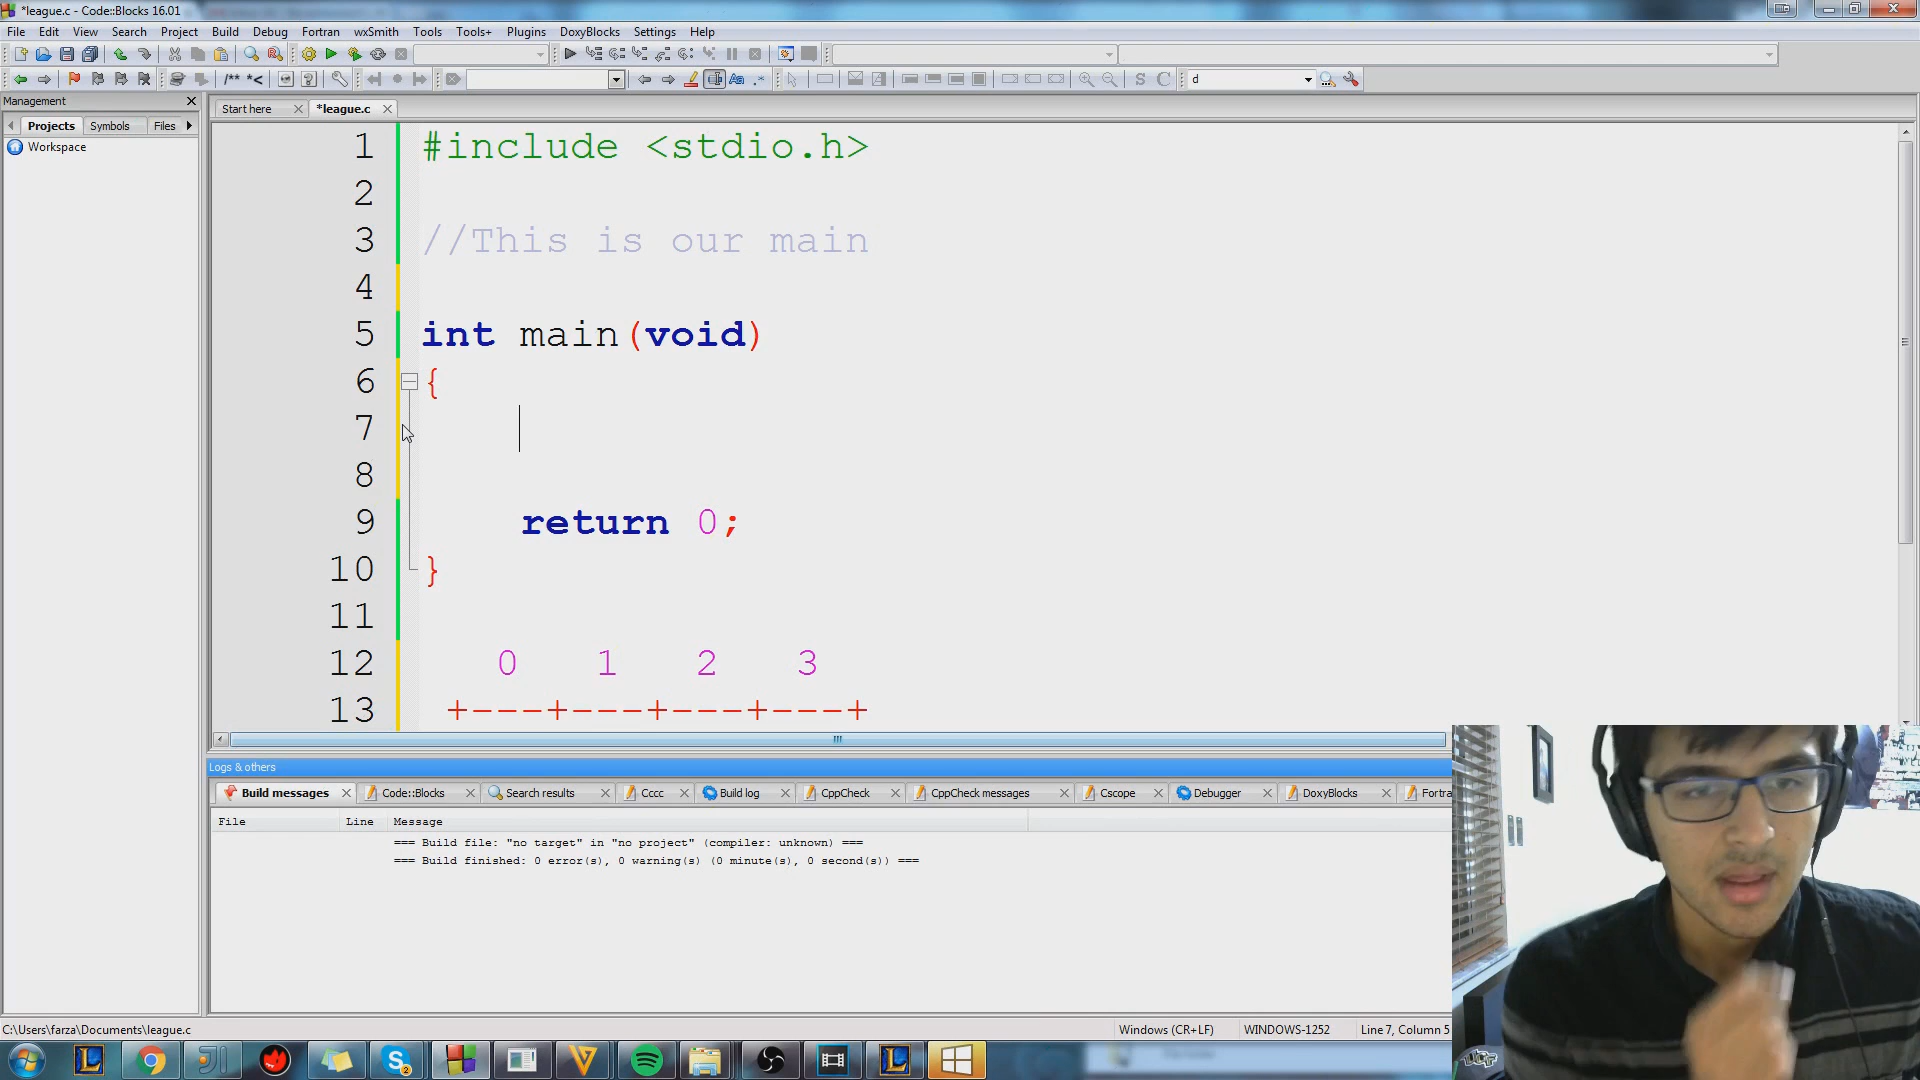 *league.c - Code::Blocks 16.01
File Edit View Search Project Build Debug Fortran wxSmith Tools Tools+ Plugins DoxyBlocks Settings Help
/** *< Aa .* S C d
Management
Start here *league.c
Projects Symbols Files
Workspace
1 #include <stdio.h>
2
3 //This is our main
4
5 int main(void)
6 {
7
8
9 return 0;
10 }
11
12 0 1 2 3
13 +---+---+---+---+
Logs & others
Build messages Code::Blocks Search results Cccc Build log CppCheck CppCheck messages Cscope Debugger DoxyBlocks Fortra
File Line Message
=== Build file: "no target" in "no project" (compiler: unknown) ===
=== Build finished: 0 error(s), 0 warning(s) (0 minute(s), 0 second(s)) ===
C:\Users\farza\Documents\league.c Windows (CR+LF) WINDOWS-1252 Line 7, Column 5
UCF